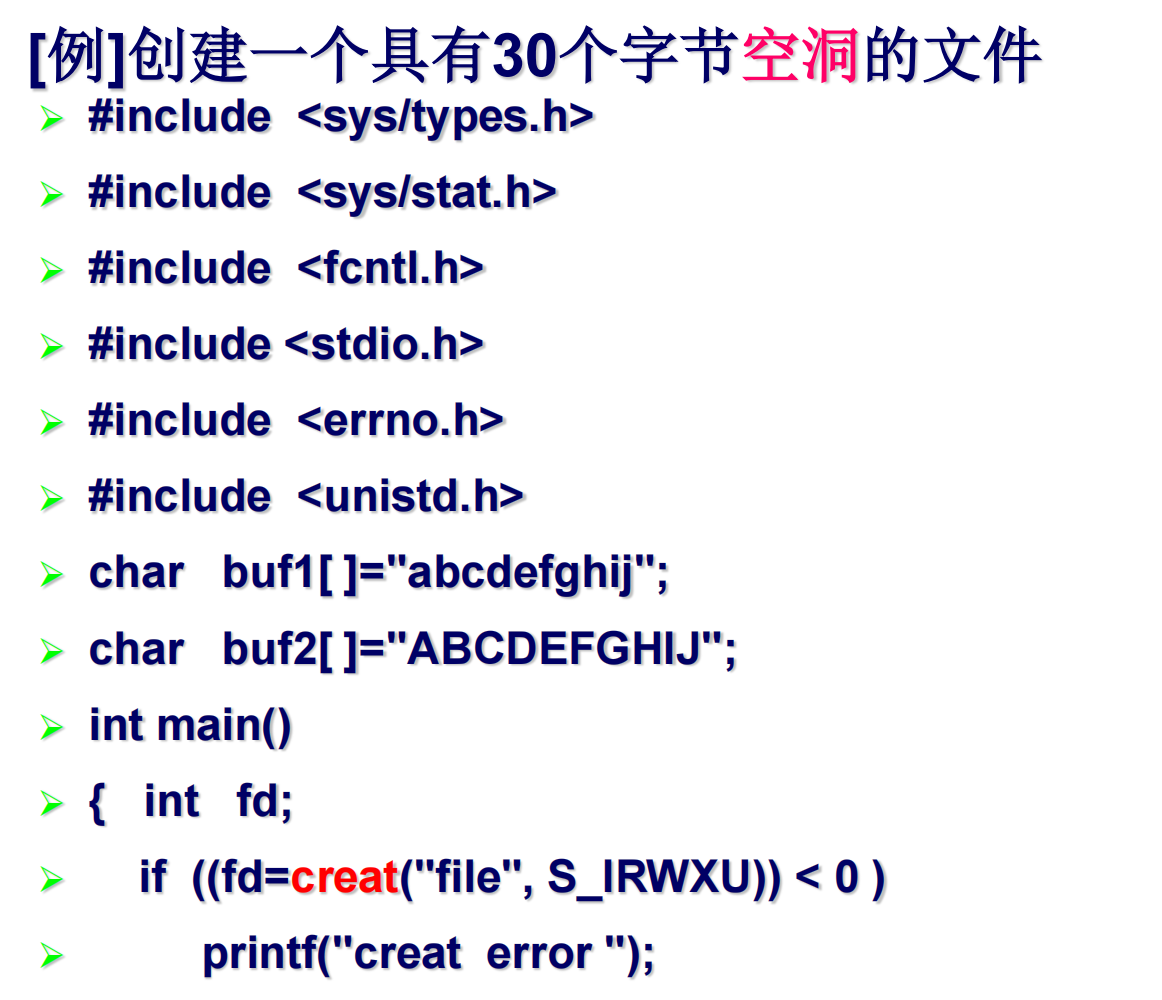 [例]创建一个具有30个字节空洞的文件
#include  <sys/types.h>
#include  <sys/stat.h>
#include  <fcntl.h>
#include <stdio.h>
#include  <errno.h>
#include  <unistd.h>
char   buf1[ ]="abcdefghij";
char   buf2[ ]="ABCDEFGHIJ";
int main()
{   int   fd;
if  ((fd=creat("file", S_IRWXU)) < 0 )
printf("creat  error ");